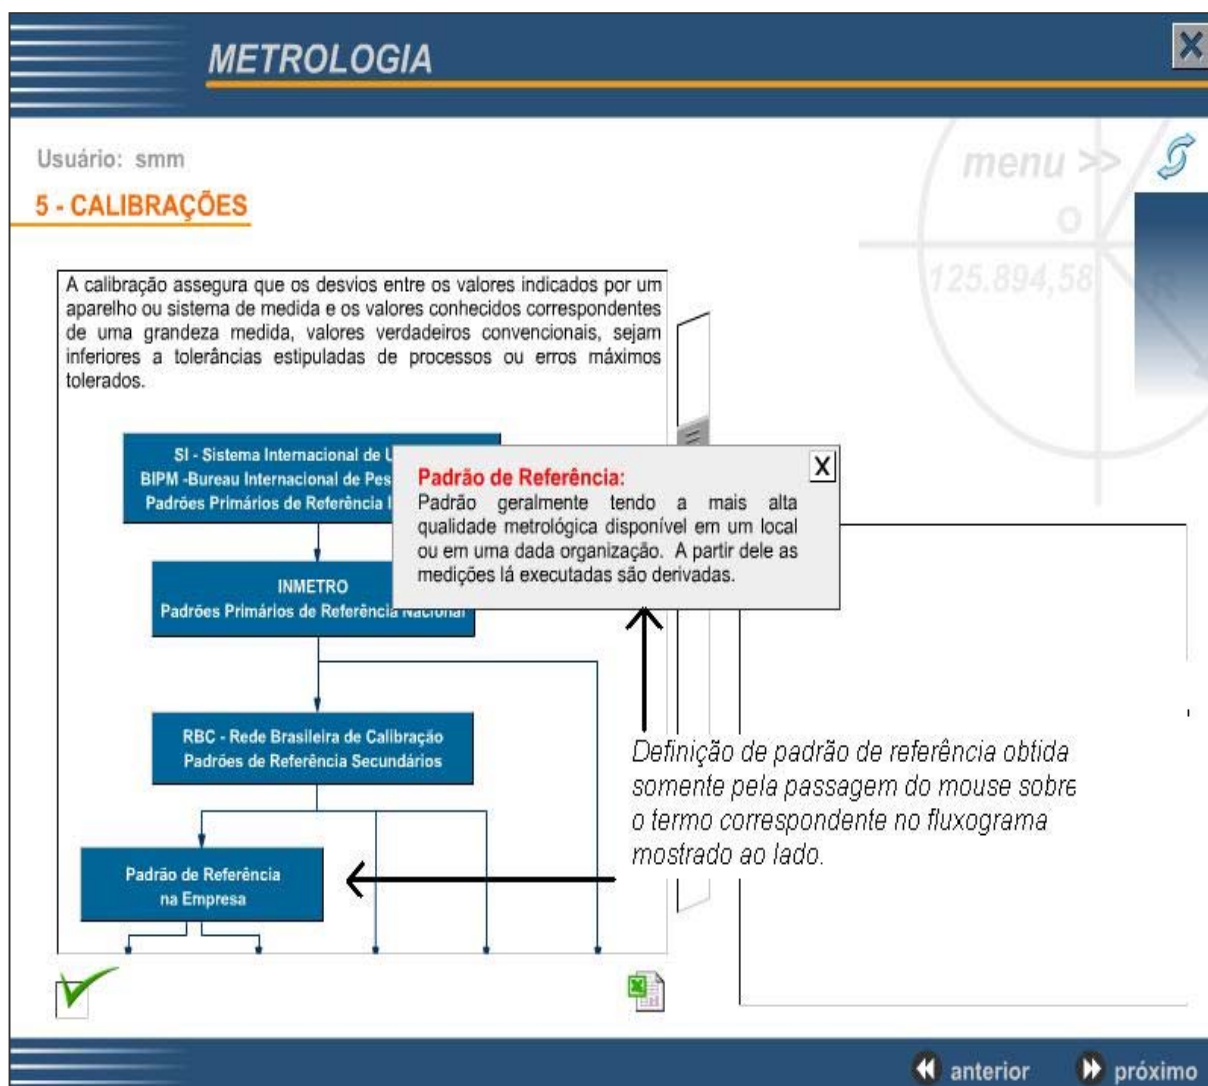 METROLOGIA
Usuário: smm
menu >>
5 - CALIBRAÇÕES
O
125.894,58
R
A calibração assegura que os desvios entre os valores indicados por um
aparelho ou sistema de medida e os valores conhecidos correspondentes
de uma grandeza medida, valores verdadeiros convencionais, sejam
inferiores a tolerâncias estipuladas de processos ou erros máximos
tolerados.
SI - Sistema Internacional de U
BIPM -Bureau Internacional de Pes
Padrões Primários de Referência I
X
Padrão de Referência:
Padrão geralmente tendo a mais alta
qualidade metrológica disponível em um local
ou em uma dada organização. A partir dele as
medições lá executadas são derivadas.
INMETRO
Padrões Primários de Referência Nacional
RBC - Rede Brasileira de Calibração
Padrões de Referência Secundários
Definição de padrão de referência obtida
somente pela passagem do mouse sobre
o termo correspondente no fluxograma
mostrado ao lado.
Padrão de Referência
na Empresa
anterior
próximo